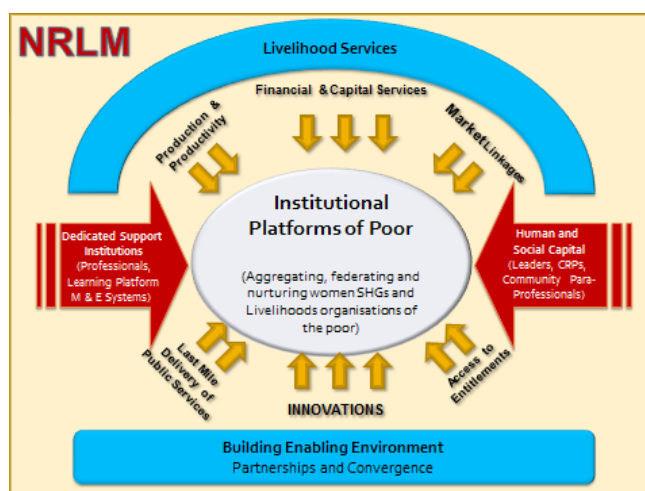 NRLM
Livelihood Services
Financial & Capital Services
Production &
Productivity
Market Linkages
Institutional
Platforms of Poor
(Aggregating, federating and
nurturing women SHGs and
Livelihoods organisations of
the poor)
Dedicated Support
Institutions
(Professionals,
Learning Platform
M & E Systems)
Human and
Social Capital
(Leaders, CRPs,
Community Para-
Professionals)
Last Mile
Delivery of
Public Services
INNOVATIONS
Access to
Entitlements
Building Enabling Environment
Partnerships and Convergence